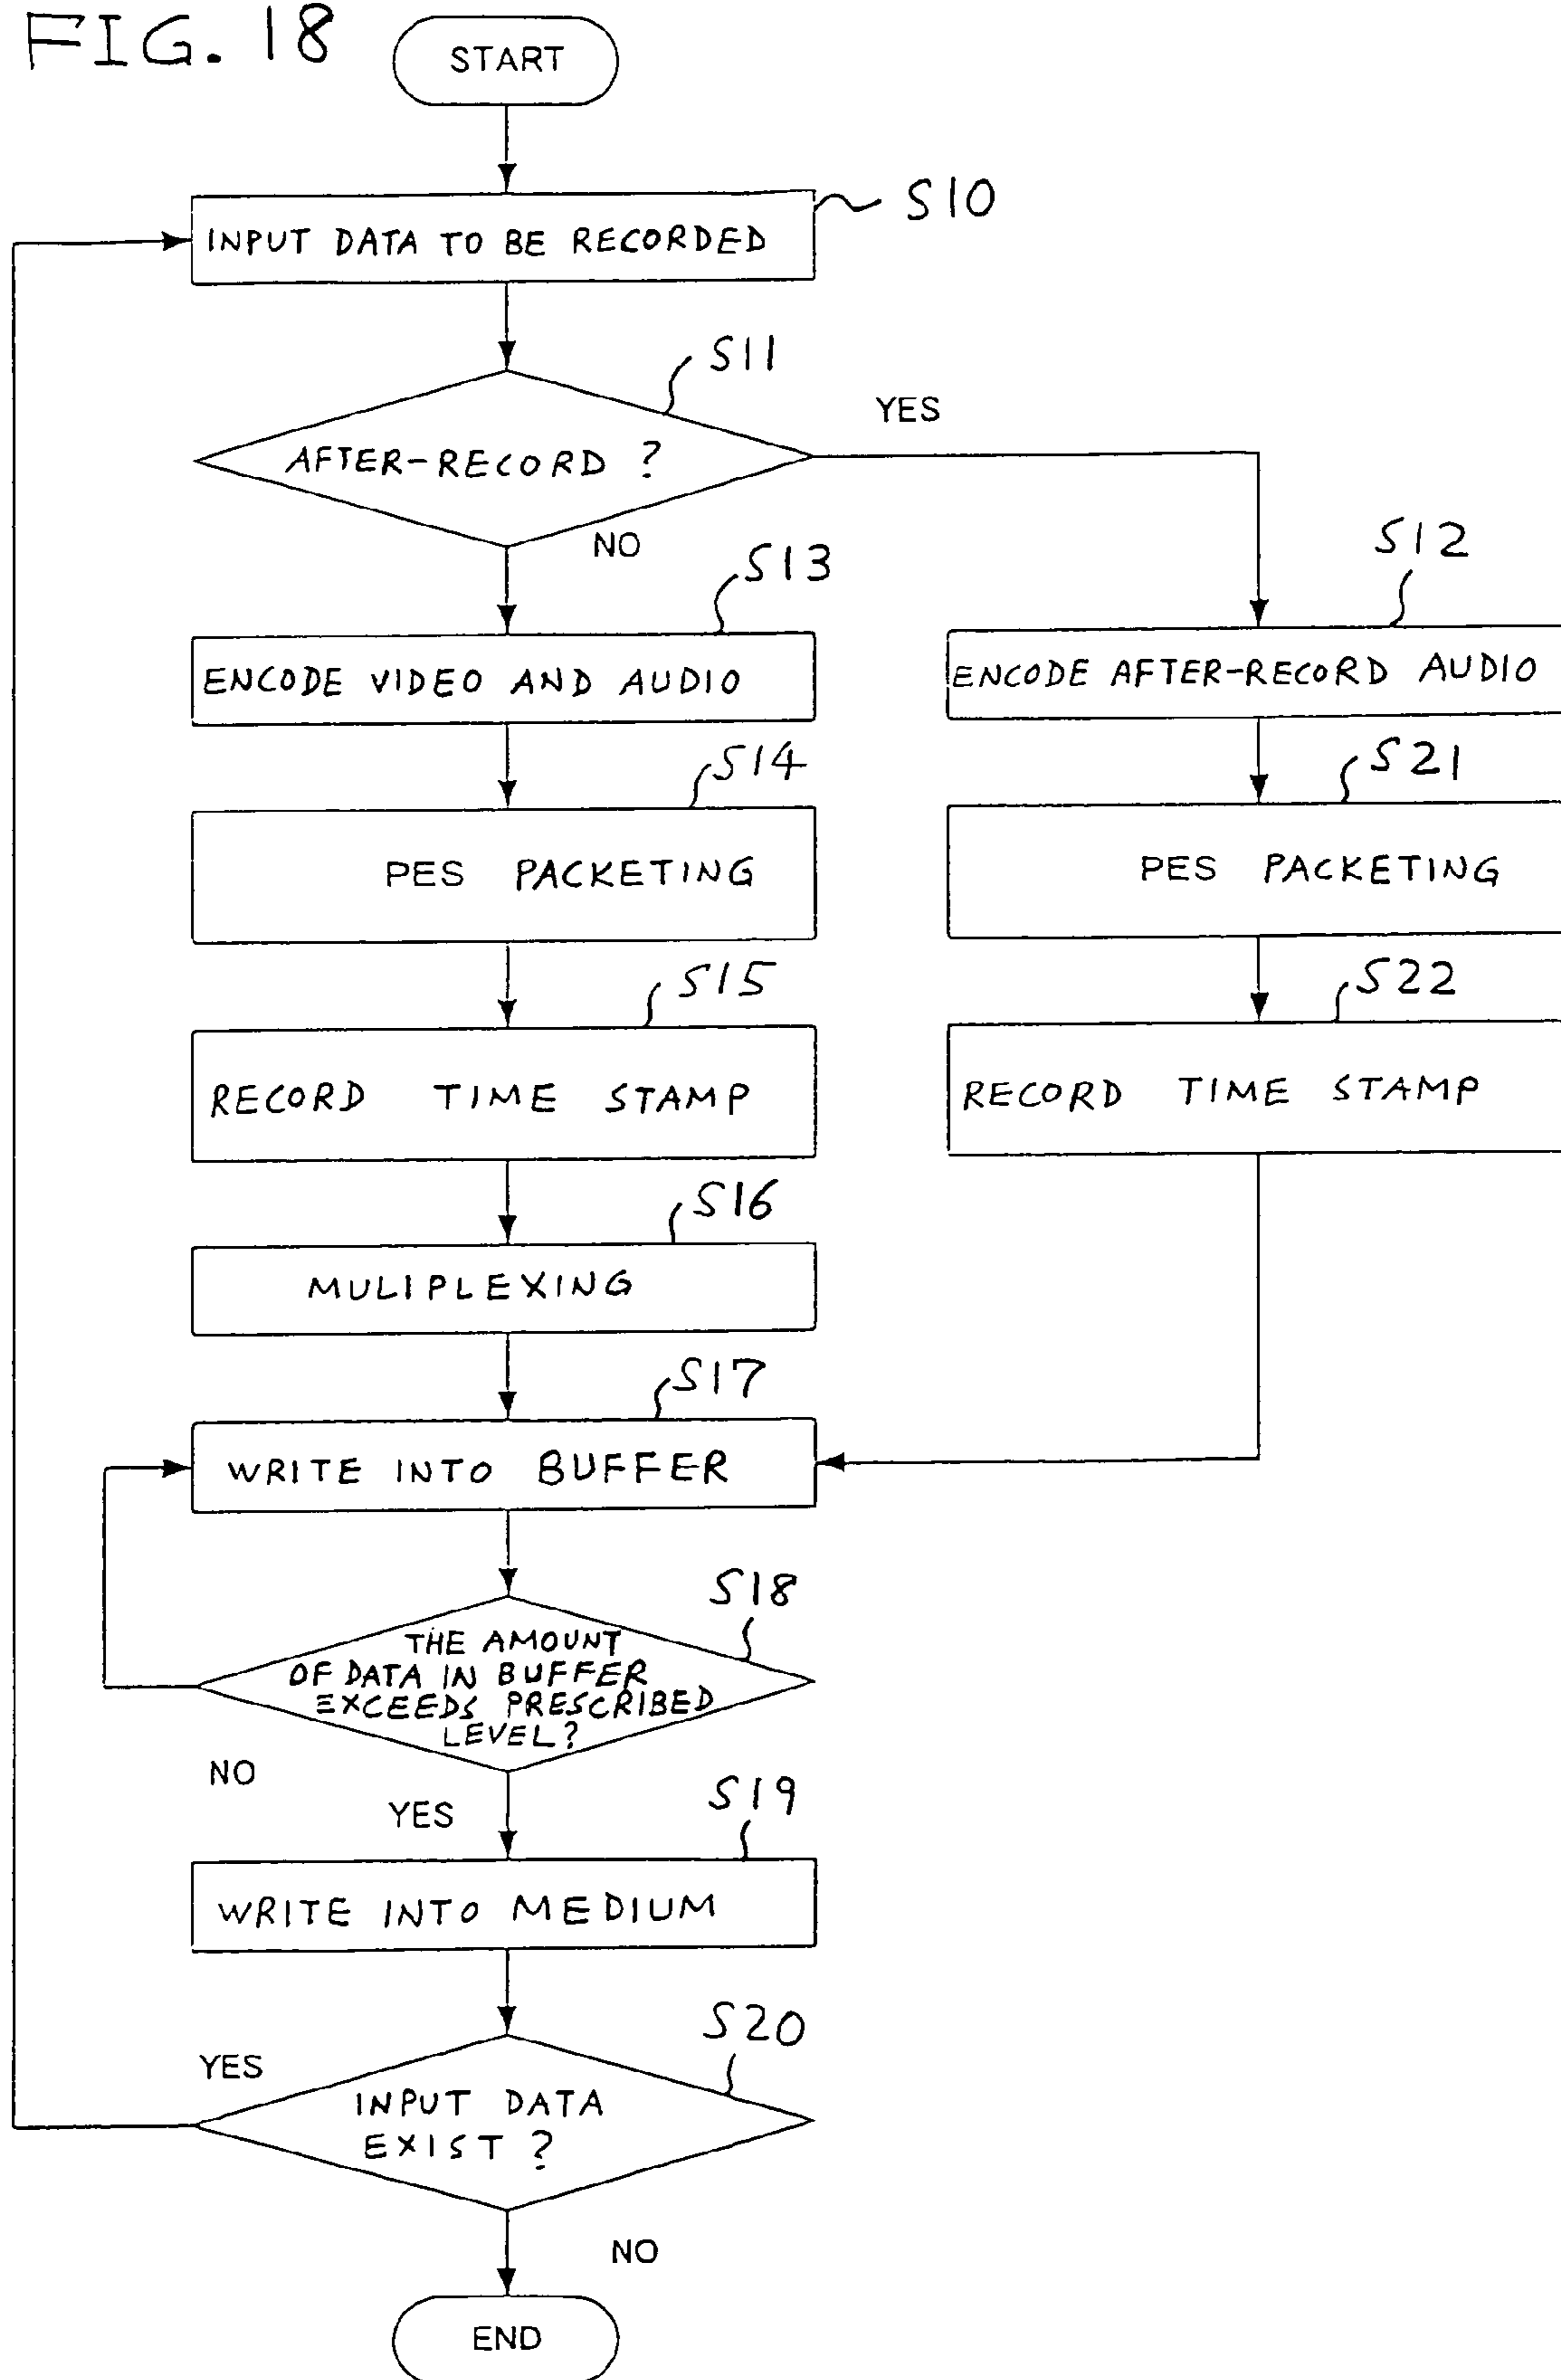 FIG. 18
START
INPUT DATA TO BE RECORDED
S10
S11
AFTER-RECORD ?
YES
NO
S13
ENCODE VIDEO AND AUDIO
S12
ENCODE AFTER-RECORD AUDIO
S14
PES PACKETING
S21
PES PACKETING
S15
RECORD TIME STAMP
S22
RECORD TIME STAMP
S16
MULIPLEXING
S17
WRITE INTO BUFFER
S18
THE AMOUNT
OF DATA IN BUFFER
EXCEEDS PRESCRIBED
LEVEL?
NO
YES
S19
WRITE INTO MEDIUM
S20
YES
INPUT DATA
EXIST ?
NO
END